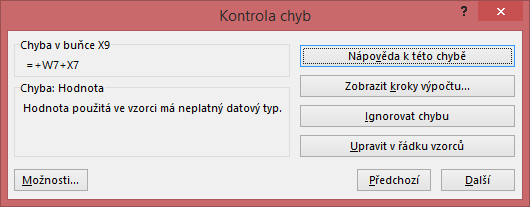 Kontrola chyb
?
Chyba v buňce X9
=+W7+X7
Chyba: Hodnota
Hodnota použitá ve vzorci má neplatný datový typ.
Nápověda k této chybě
Zobrazit kroky výpočtu...
Ignorovat chybu
Upravit v řádku vzorců
Možnosti...
Předchozí
Další